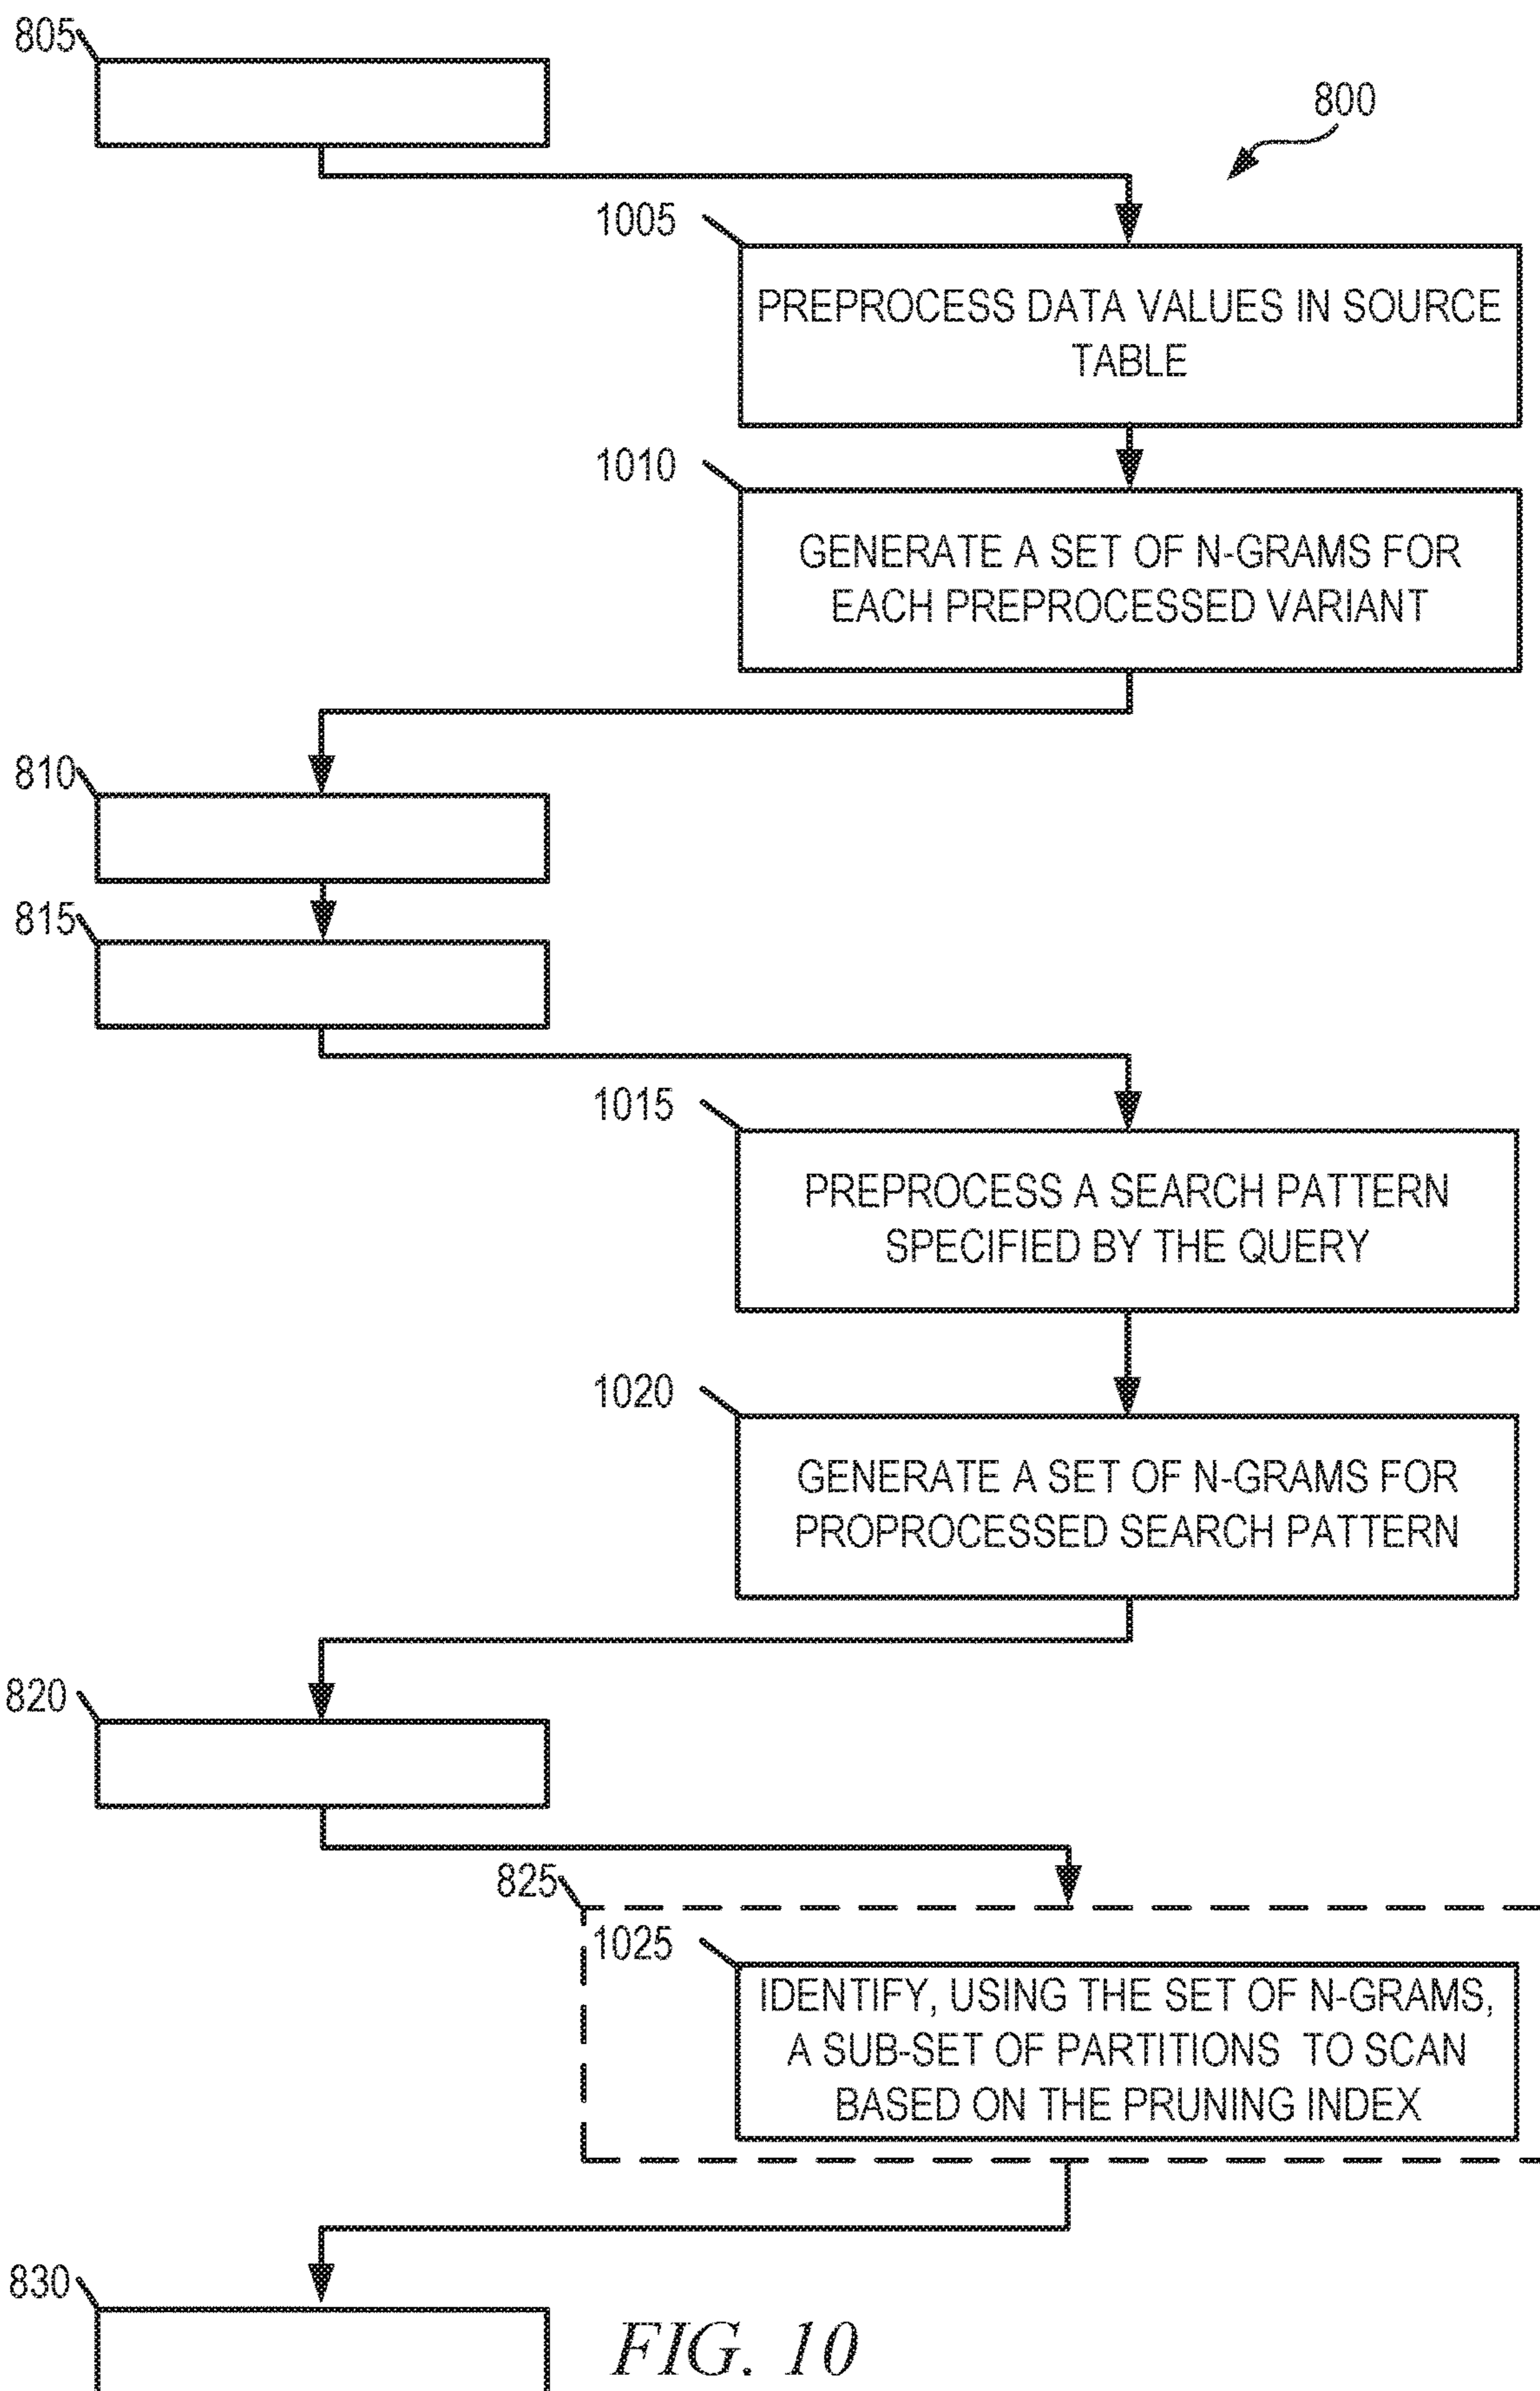 805
800
1005
PREPROCESS DATA VALUES IN SOURCE
TABLE
1010
GENERATE A SET OF N-GRAMS FOR
EACH PREPROCESSED VARIANT
810
815
1015
PREPROCESS A SEARCH PATTERN
SPECIFIED BY THE QUERY
1020
GENERATE A SET OF N-GRAMS FOR
PROPROCESSED SEARCH PATTERN
820
825
1025
IDENTIFY, USING THE SET OF N-GRAMS,
A SUB-SET OF PARTITIONS TO SCAN
BASED ON THE PRUNING INDEX
830
FIG. 10